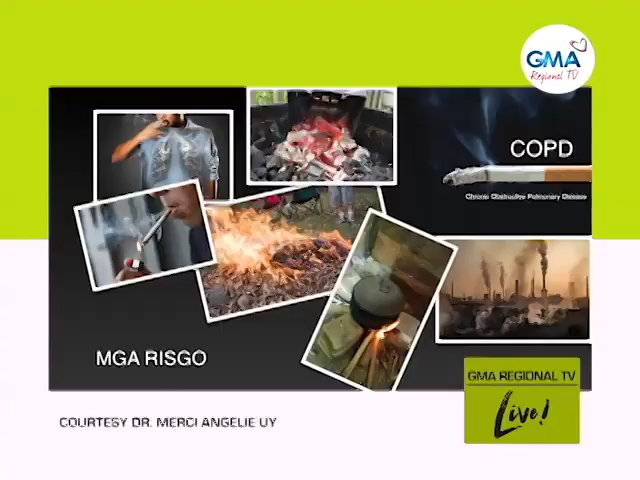 GMA
Regional TV
COPD
Chronic Obstructive Pulmonary Disease
MGA RISGO
GMA REGIONAL TV
Live!
COURTESY DR. MERCI ANGELIE UY